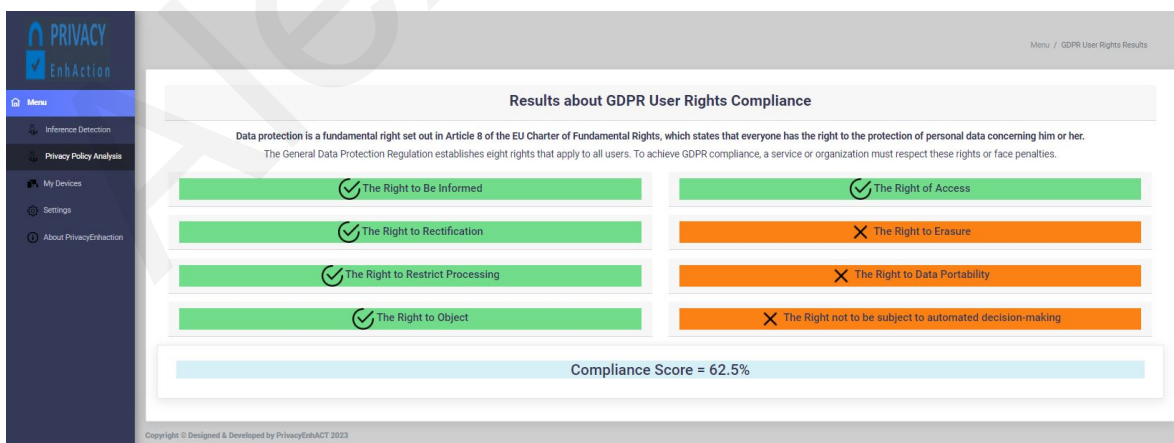 PRIVACY
EnhAction
Menu / GDPR User Rights Results
Menu
Inference Detection
Privacy Policy Analysis
My Devices
Settings
About PrivacyEnhaction
Results about GDPR User Rights Compliance
Data protection is a fundamental right set out in Article 8 of the EU Charter of Fundamental Rights, which states that everyone has the right to the protection of personal data concerning him or her.
The General Data Protection Regulation establishes eight rights that apply to all users. To achieve GDPR compliance, a service or organization must respect these rights or face penalties.
The Right to Be Informed
The Right of Access
The Right to Rectification
The Right to Erasure
The Right to Restrict Processing
The Right to Data Portability
The Right to Object
The Right not to be subject to automated decision-making
Compliance Score = 62.5%
Copyright © Designed & Developed by PrivacyEnhACT 2023